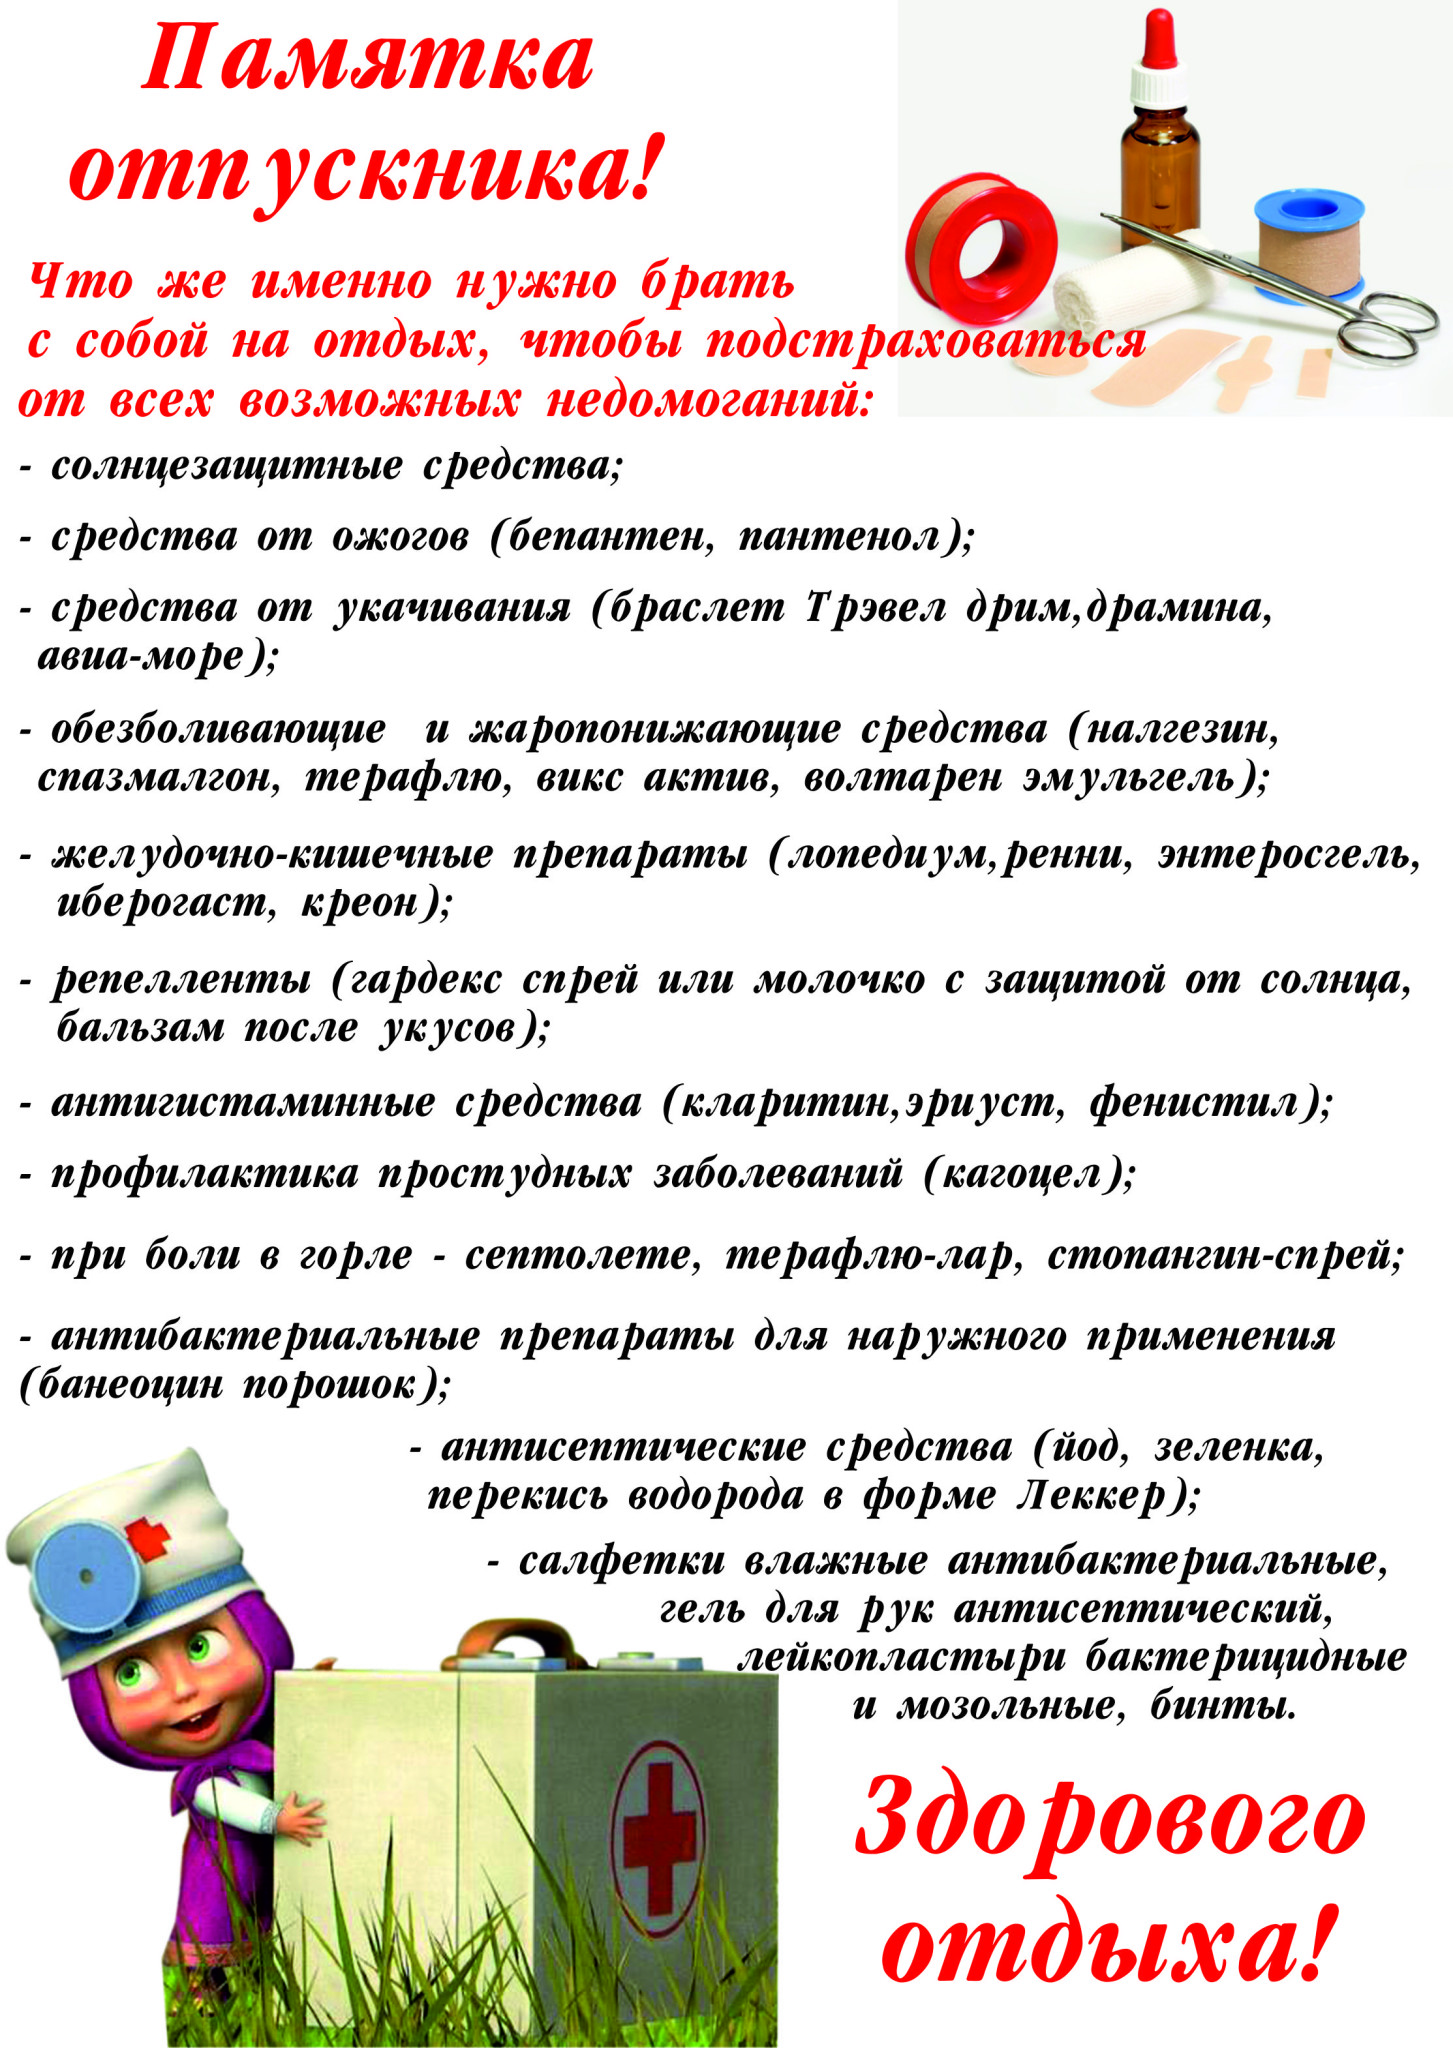 Памятка
отпускника!
Что же именно нужно брать
с собой на отдых, чтобы подстраховаться
от всех возможных недомоганий:
- солнцезащитные средства;
- средства от ожогов (бепантен, пантенол);
- средства от укачивания (браслет Трэвел дрим,драмина,
авиа-море);
- обезболивающие и жаропонижающие средства (налгезин,
спазмалгон, терафлю, викс актив, волтарен эмульгель);
- желудочно-кишечные препараты (лопедиум,ренни, энтеросгель,
иберогаст, креон);
- репелленты (гардекс спрей или молочко с защитой от солнца,
бальзам после укусов);
- антигистаминные средства (кларитин,эриуст, фенистил);
- профилактика простудных заболеваний (кагоцел);
- при боли в горле - септолете, терафлю-лар, стопангин-спрей;
- антибактериальные препараты для наружного применения
(банеоцин порошок);
- антисептические средства (йод, зеленка,
перекись водорода в форме Леккер);
- салфетки влажные антибактериальные,
гель для рук антисептический,
лейкопластыри бактерицидные
и мозольные, бинты.
Здорового
отдыха!